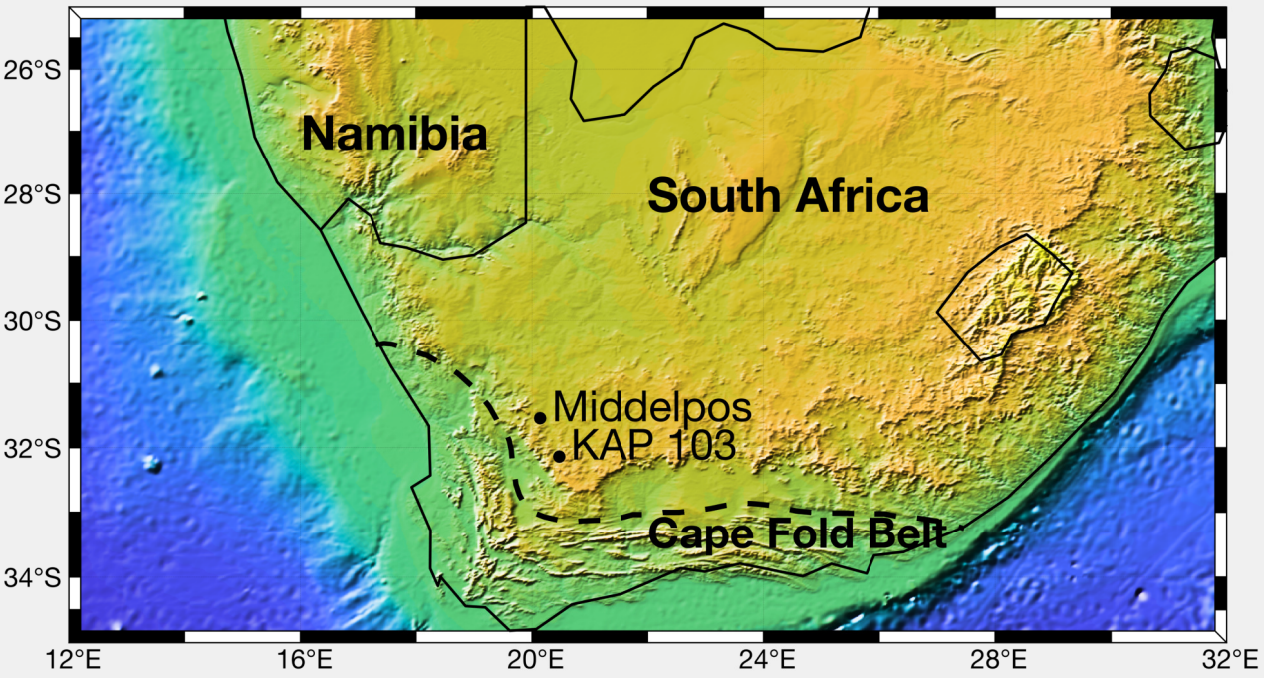 26°S
Namibia
28°S
South Africa
30°S
Middelpos
32°S
KAP 103
Cape Fold Belt
34°S
12°E
16°E
20°E
24°E
28°E
32°E